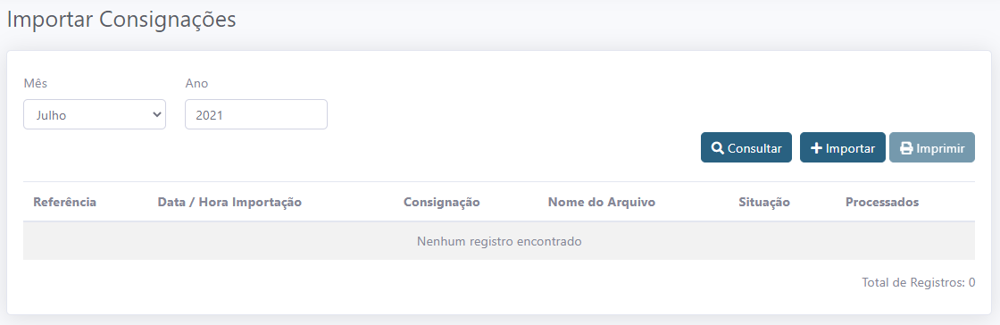 Importar Consignações
Mês Ano
Julho 2021
Consultar Importar Imprimir
Referência Data / Hora Importação Consignação Nome do Arquivo Situação Processados
Nenhum registro encontrado
Total de Registros: 0